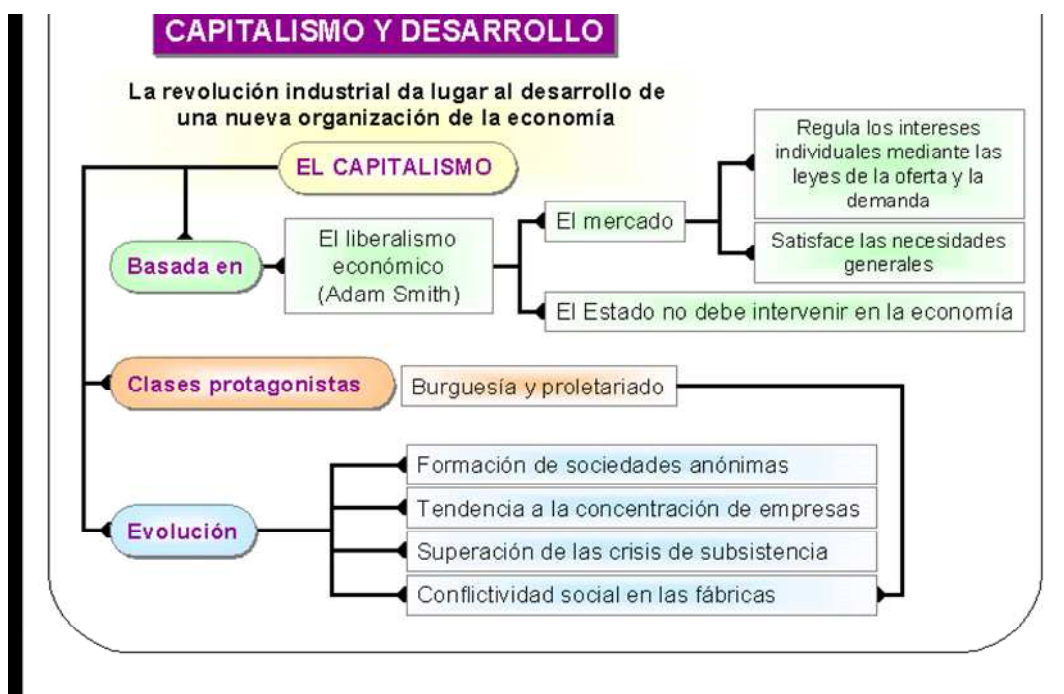 CAPITALISMO Y DESARROLLO
La revolución industrial da lugar al desarrollo de
una nueva organización de la economía
EL CAPITALISMO
Basada en
El liberalismo
económico
(Adam Smith)
El mercado
Regula los intereses
individuales mediante las
leyes de la oferta y la
demanda
Satisface las necesidades
generales
El Estado no debe intervenir en la economía
Clases protagonistas
Burguesía y proletariado
Evolución
Formación de sociedades anónimas
Tendencia a la concentración de empresas
Superación de las crisis de subsistencia
Conflictividad social en las fábricas